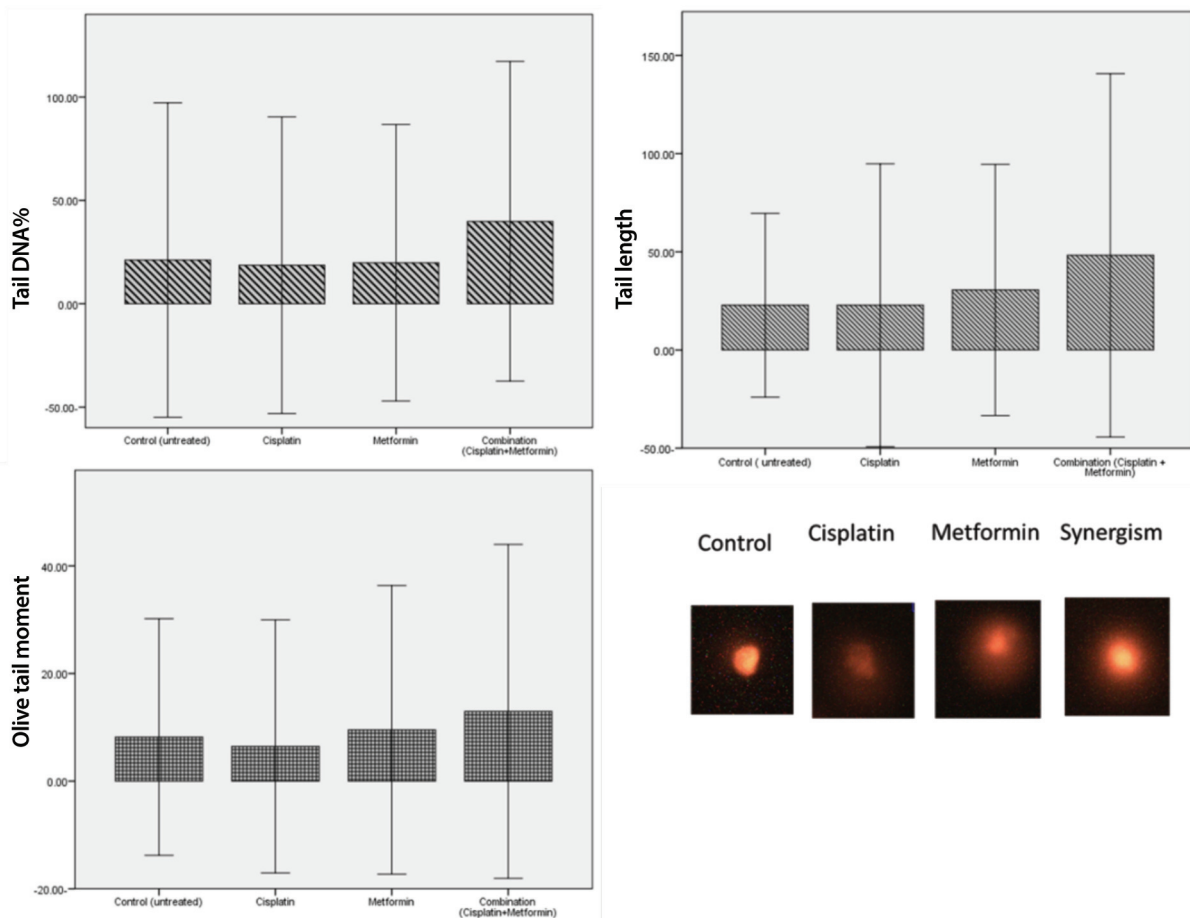 Tail DNA%
100.00
50.00
0.00
-50.00-
Control (untreated)
Cisplatin
Metformin
Combination
(Cisplatin+Metformin)
Tail length
150.00
100.00
50.00
0.00
-50.00-
Control ( untreated)
Cisplatin
Metformin
Combination (Cisplatin +
Metformin)
Olive tail moment
40.00
20.00
0.00
-20.00-
Control (untreated)
Cisplatin
Metformin
Combination
(Cisplatin+Metformin)
Control
Cisplatin
Metformin
Synergism